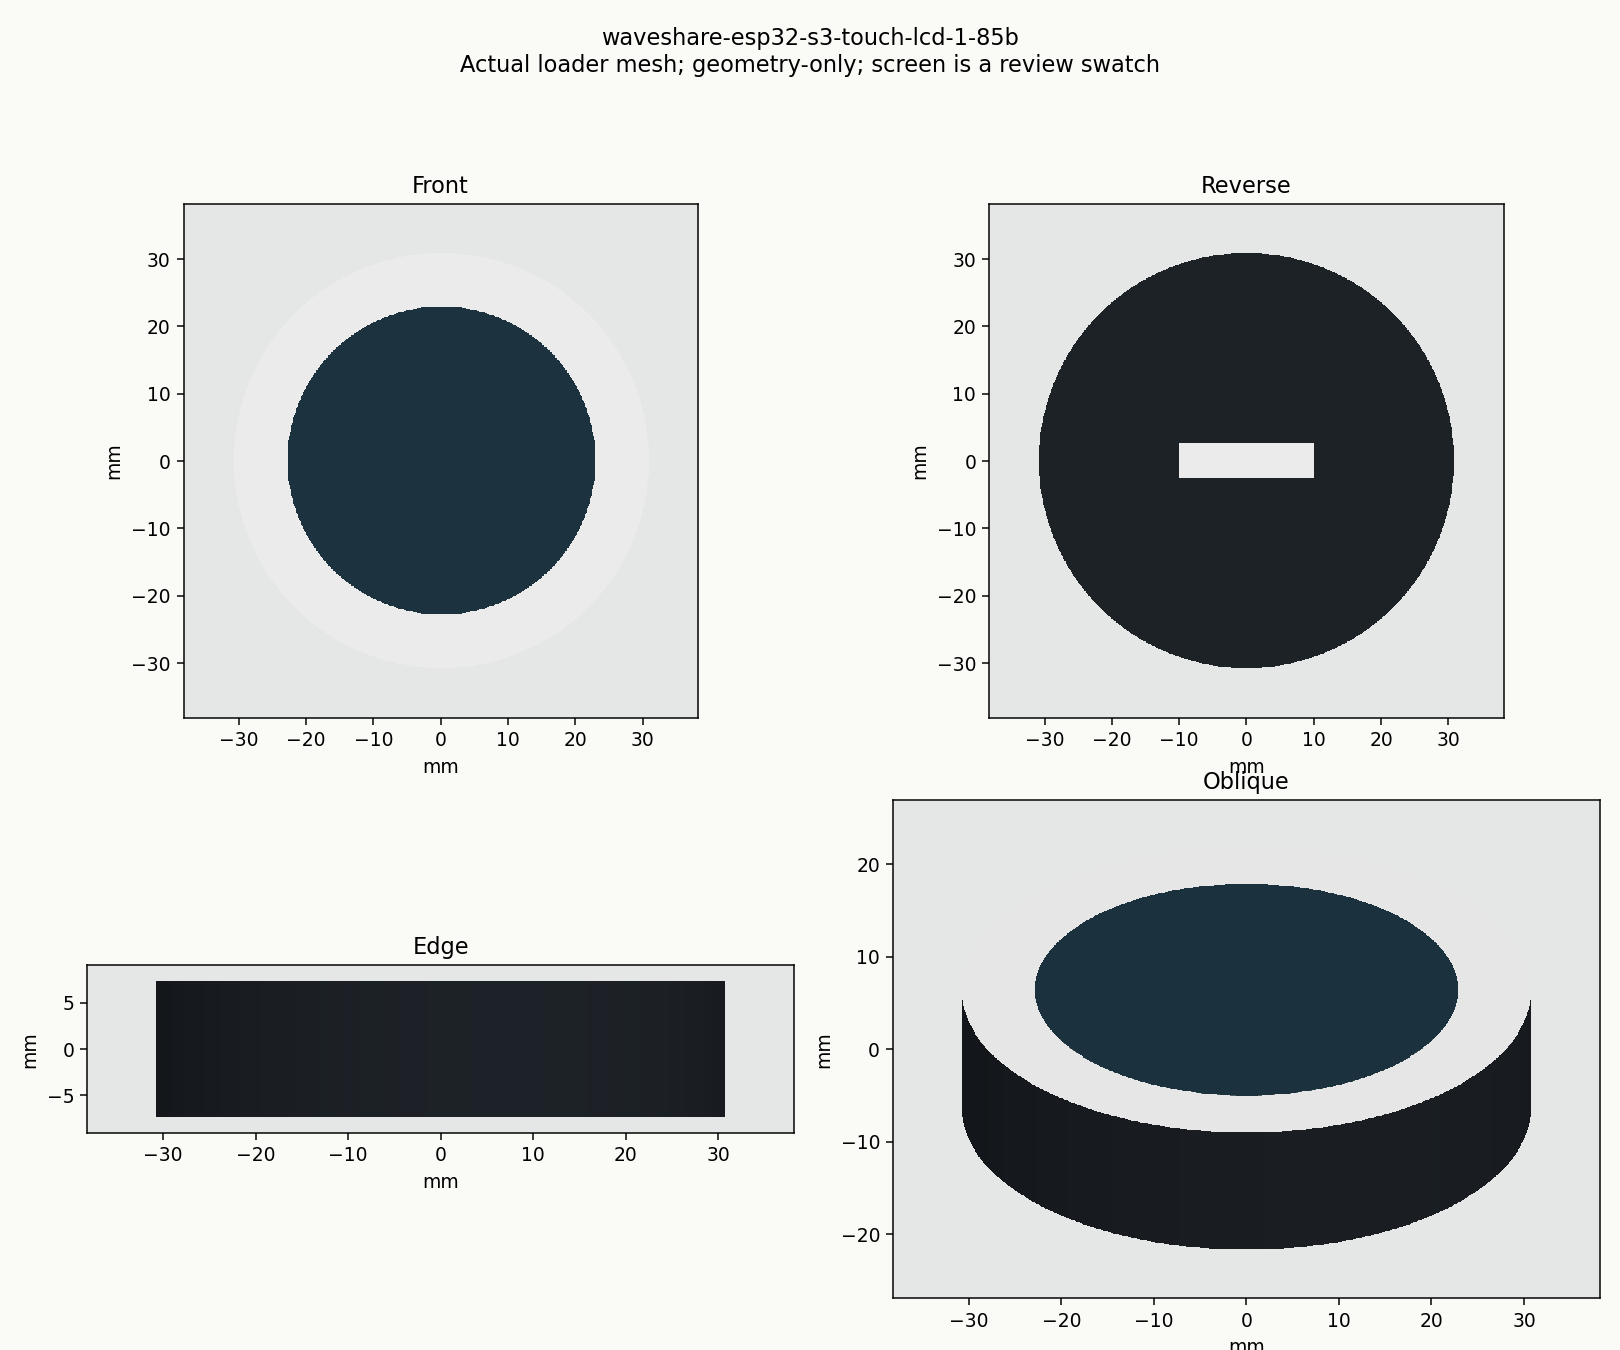 waveshare-esp32-s3-touch-lcd-1-85b
Actual loader mesh; geometry-only; screen is a review swatch
Front
30
20
10
0
−10
−20
−30
mm
−30 −20 −10 0 10 20 30
mm
Reverse
30
20
10
0
−10
−20
−30
mm
−30 −20 −10 0 10 20 30
mm
Edge
5
0
−5
mm
−30 −20 −10 0 10 20 30
mm
Oblique
20
10
0
−10
−20
mm
−30 −20 −10 0 10 20 30
mm